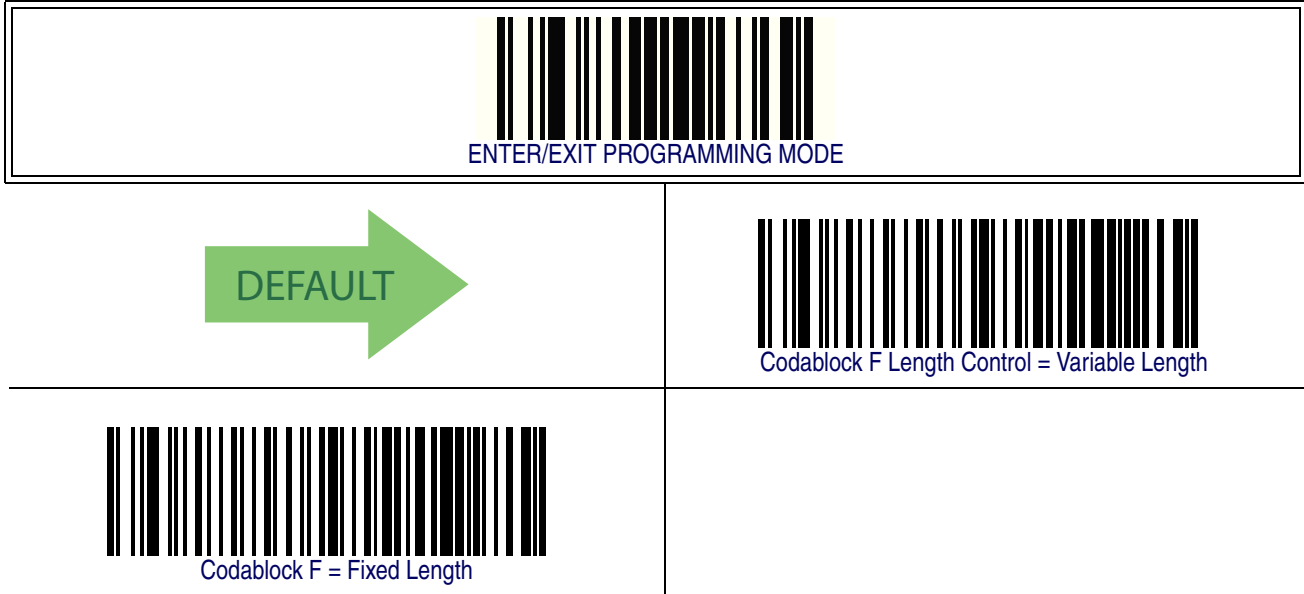 ENTER/EXIT PROGRAMMING MODE
DEFAULT
Codablock F Length Control = Variable Length
Codablock F = Fixed Length